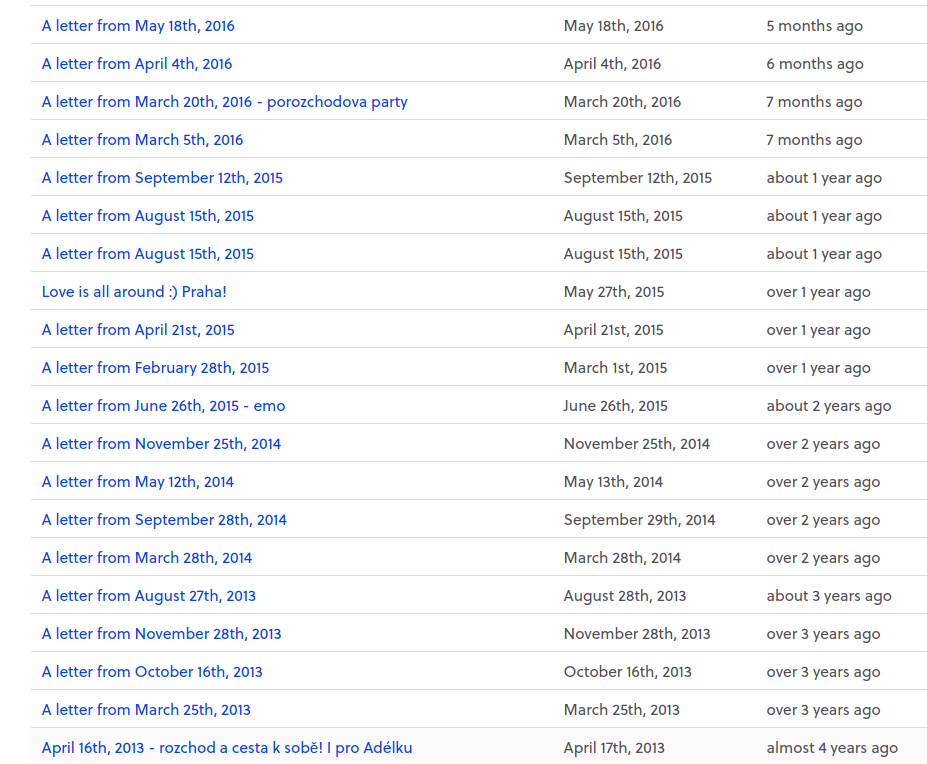 A letter from May 18th, 2016 May 18th, 2016 5 months ago
A letter from April 4th, 2016 April 4th, 2016 6 months ago
A letter from March 20th, 2016 - porozchodova party March 20th, 2016 7 months ago
A letter from March 5th, 2016 March 5th, 2016 7 months ago
A letter from September 12th, 2015 September 12th, 2015 about 1 year ago
A letter from August 15th, 2015 August 15th, 2015 about 1 year ago
A letter from August 15th, 2015 August 15th, 2015 about 1 year ago
Love is all around :) Praha! May 27th, 2015 over 1 year ago
A letter from April 21st, 2015 April 21st, 2015 over 1 year ago
A letter from February 28th, 2015 March 1st, 2015 over 1 year ago
A letter from June 26th, 2015 - emo June 26th, 2015 about 2 years ago
A letter from November 25th, 2014 November 25th, 2014 over 2 years ago
A letter from May 12th, 2014 May 13th, 2014 over 2 years ago
A letter from September 28th, 2014 September 29th, 2014 over 2 years ago
A letter from March 28th, 2014 March 28th, 2014 over 2 years ago
A letter from August 27th, 2013 August 28th, 2013 about 3 years ago
A letter from November 28th, 2013 November 28th, 2013 over 3 years ago
A letter from October 16th, 2013 October 16th, 2013 over 3 years ago
A letter from March 25th, 2013 March 25th, 2013 over 3 years ago
April 16th, 2013 - rozchod a cesta k sobě! I pro Adélku April 17th, 2013 almost 4 years ago